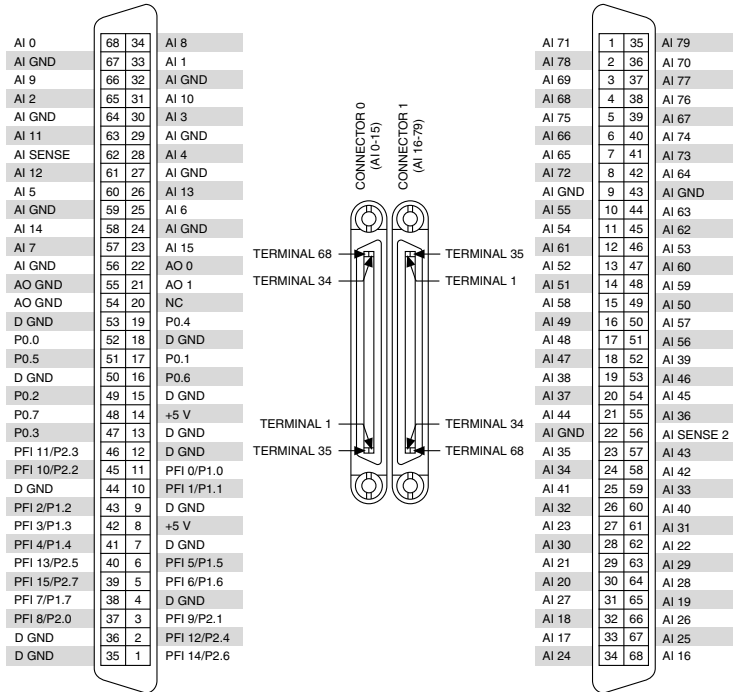 AI 0 68 34 AI 8
AI GND 67 33 AI 1
AI 9 66 32 AI GND
AI 2 65 31 AI 10
AI GND 64 30 AI 3
AI 11 63 29 AI GND
AI SENSE 62 28 AI 4
AI 12 61 27 AI GND
AI 5 60 26 AI 13
AI GND 59 25 AI 6
AI 14 58 24 AI GND
AI 7 57 23 AI 15
AI GND 56 22 AO 0
AO GND 55 21 AO 1
AO GND 54 20 NC
D GND 53 19 P0.4
P0.0 52 18 D GND
P0.5 51 17 P0.1
D GND 50 16 P0.6
P0.2 49 15 D GND
P0.7 48 14 +5 V
P0.3 47 13 D GND
PFI 11/P2.3 46 12 D GND
PFI 10/P2.2 45 11 PFI 0/P1.0
D GND 44 10 PFI 1/P1.1
PFI 2/P1.2 43 9 D GND
PFI 3/P1.3 42 8 +5 V
PFI 4/P1.4 41 7 D GND
PFI 13/P2.5 40 6 PFI 5/P1.5
PFI 15/P2.7 39 5 PFI 6/P1.6
PFI 7/P1.7 38 4 D GND
PFI 8/P2.0 37 3 PFI 9/P2.1
D GND 36 2 PFI 12/P2.4
D GND 35 1 PFI 14/P2.6
CONNECTOR 0
(AI 0-15)
CONNECTOR 1
(AI 16-79)
TERMINAL 68
TERMINAL 35
TERMINAL 34
TERMINAL 1
TERMINAL 1
TERMINAL 34
TERMINAL 35
TERMINAL 68
AI 71 1 35 AI 79
AI 78 2 36 AI 70
AI 69 3 37 AI 77
AI 68 4 38 AI 76
AI 75 5 39 AI 67
AI 66 6 40 AI 74
AI 65 7 41 AI 73
AI 72 8 42 AI 64
AI GND 9 43 AI GND
AI 55 10 44 AI 63
AI 54 11 45 AI 62
AI 61 12 46 AI 53
AI 52 13 47 AI 60
AI 51 14 48 AI 59
AI 58 15 49 AI 50
AI 49 16 50 AI 57
AI 48 17 51 AI 56
AI 47 18 52 AI 39
AI 38 19 53 AI 46
AI 37 20 54 AI 45
AI 44 21 55 AI 36
AI GND 22 56 AI SENSE 2
AI 35 23 57 AI 43
AI 34 24 58 AI 42
AI 41 25 59 AI 33
AI 32 26 60 AI 40
AI 23 27 61 AI 31
AI 30 28 62 AI 22
AI 21 29 63 AI 29
AI 20 30 64 AI 28
AI 27 31 65 AI 19
AI 18 32 66 AI 26
AI 17 33 67 AI 25
AI 24 34 68 AI 16